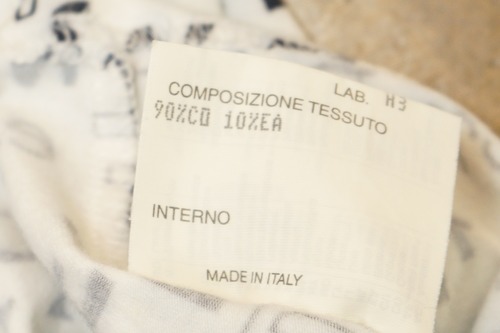 LAB. H3
COMPOSIZIONE TESSUTO
90%CO 10%EA
INTERNO
MADE IN ITALY